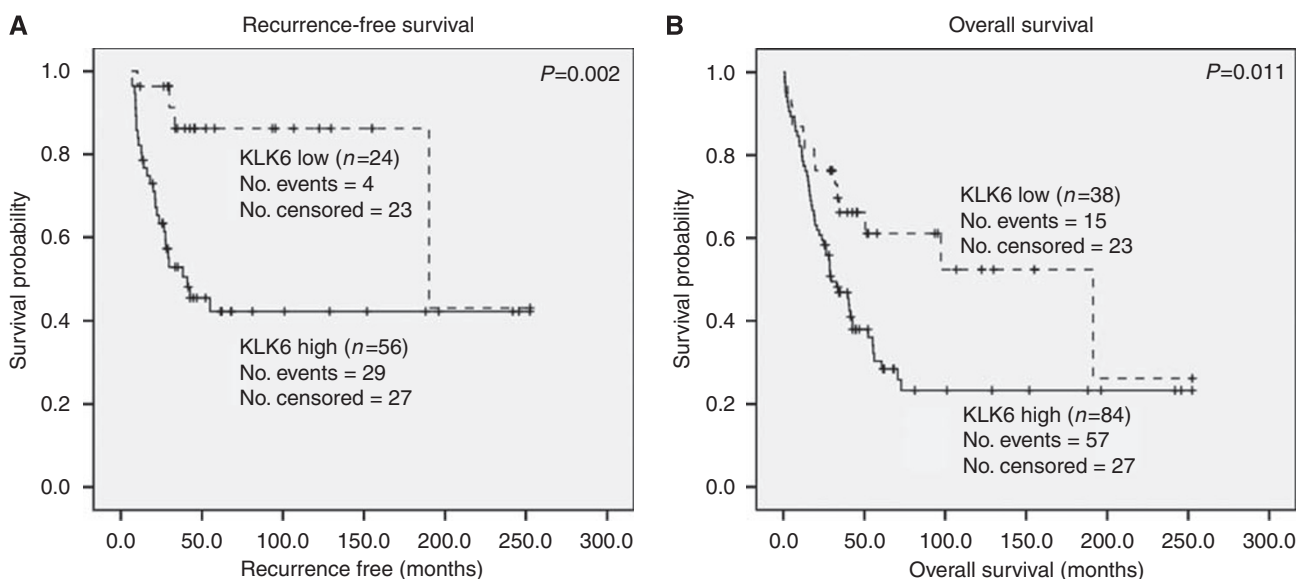 A
Recurrence-free survival
P=0.002
1.0
0.8
0.6
0.4
0.2
0.0
Survival probability
KLK6 low (n=24)
No. events = 4
No. censored = 23
KLK6 high (n=56)
No. events = 29
No. censored = 27
0.0 50.0 100.0 150.0 200.0 250.0 300.0
Recurrence free (months)
B
Overall survival
P=0.011
1.0
0.8
0.6
0.4
0.2
0.0
Survival probability
KLK6 low (n=38)
No. events = 15
No. censored = 23
KLK6 high (n=84)
No. events = 57
No. censored = 27
0.0 50.0 100.0 150.0 200.0 250.0 300.0
Overall survival (months)